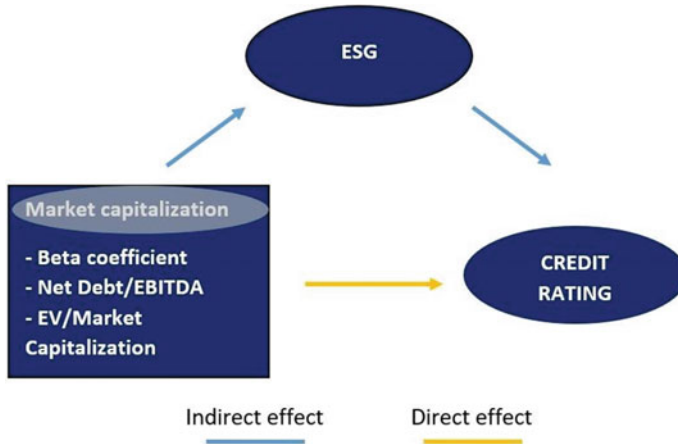 ESG
Market capitalization
- Beta coefficient
- Net Debt/EBITDA
- EV/Market
Capitalization
CREDIT
RATING
Indirect effect
Direct effect